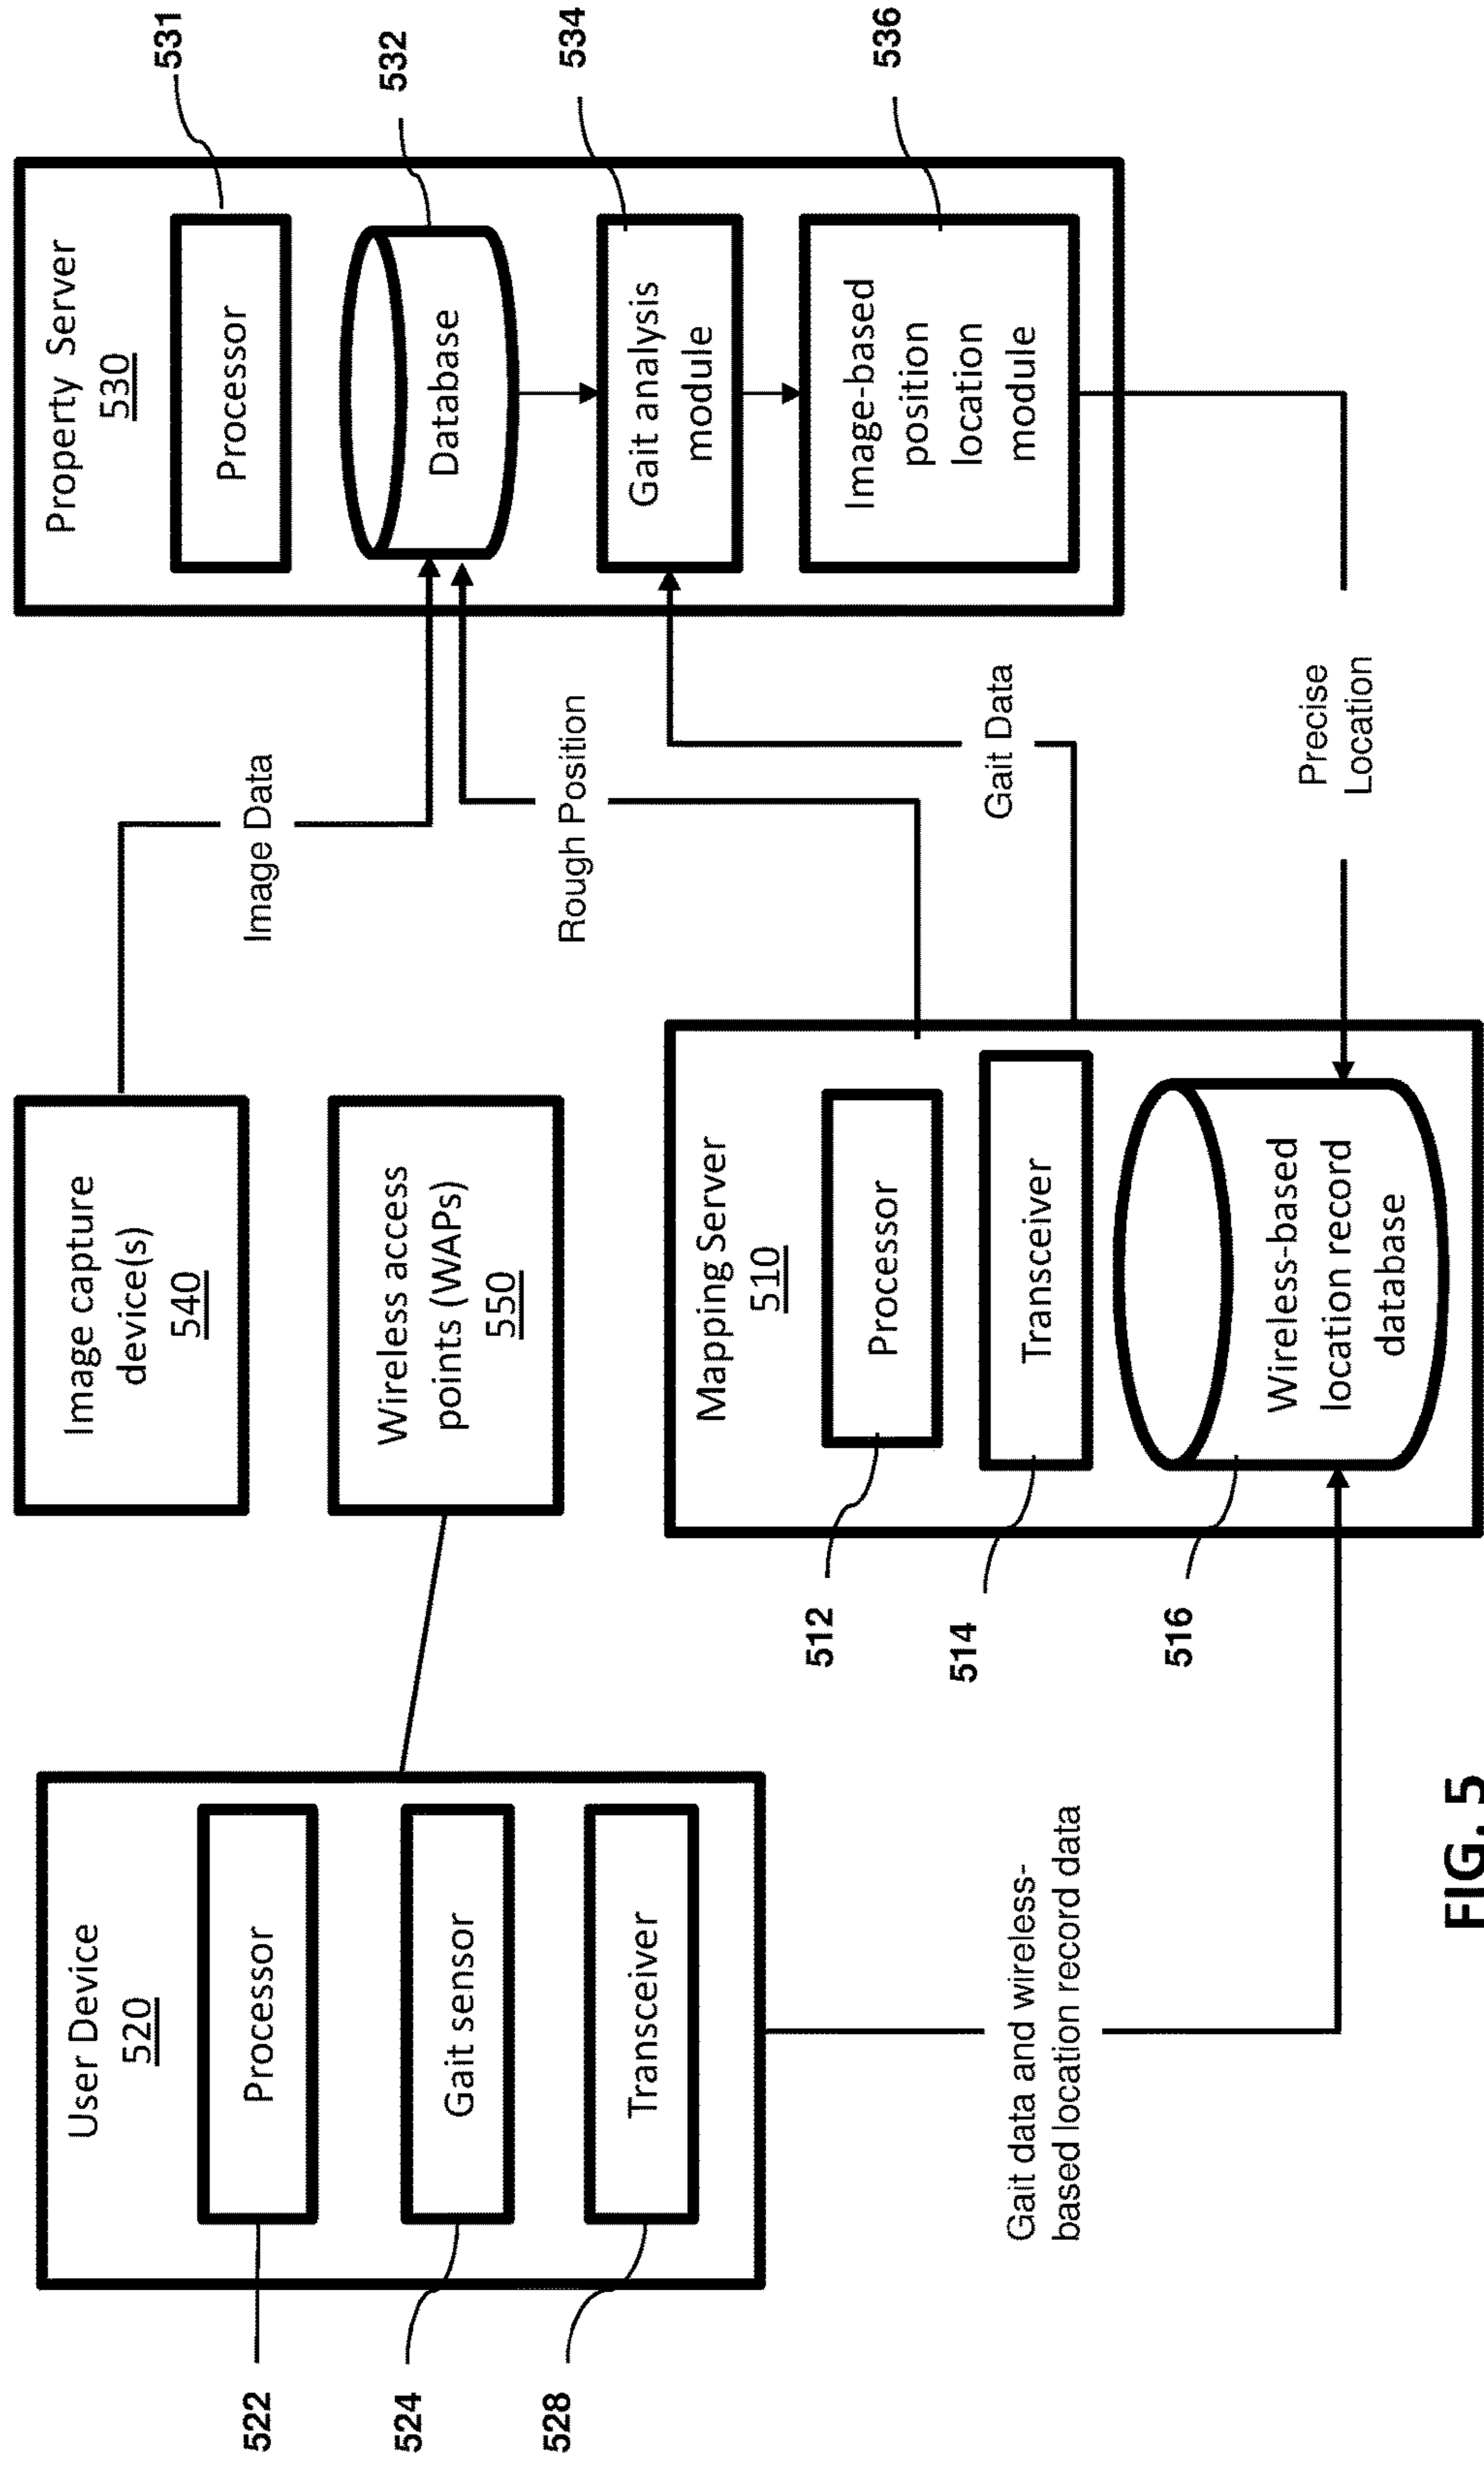 User Device
520
Processor
Gait sensor
Transceiver
522
524
528
Image capture
device(s)
540
Wireless access
points (WAPs)
550
Mapping Server
510
Processor
Transceiver
Wireless-based
location record
database
512
514
516
Property Server
530
Processor
Database
Gait analysis
module
Image-based
position
location
module
531
532
534
536
Image Data
Rough Position
Gait Data
Precise
Location
Gait data and wireless-
based location record data
FIG. 5